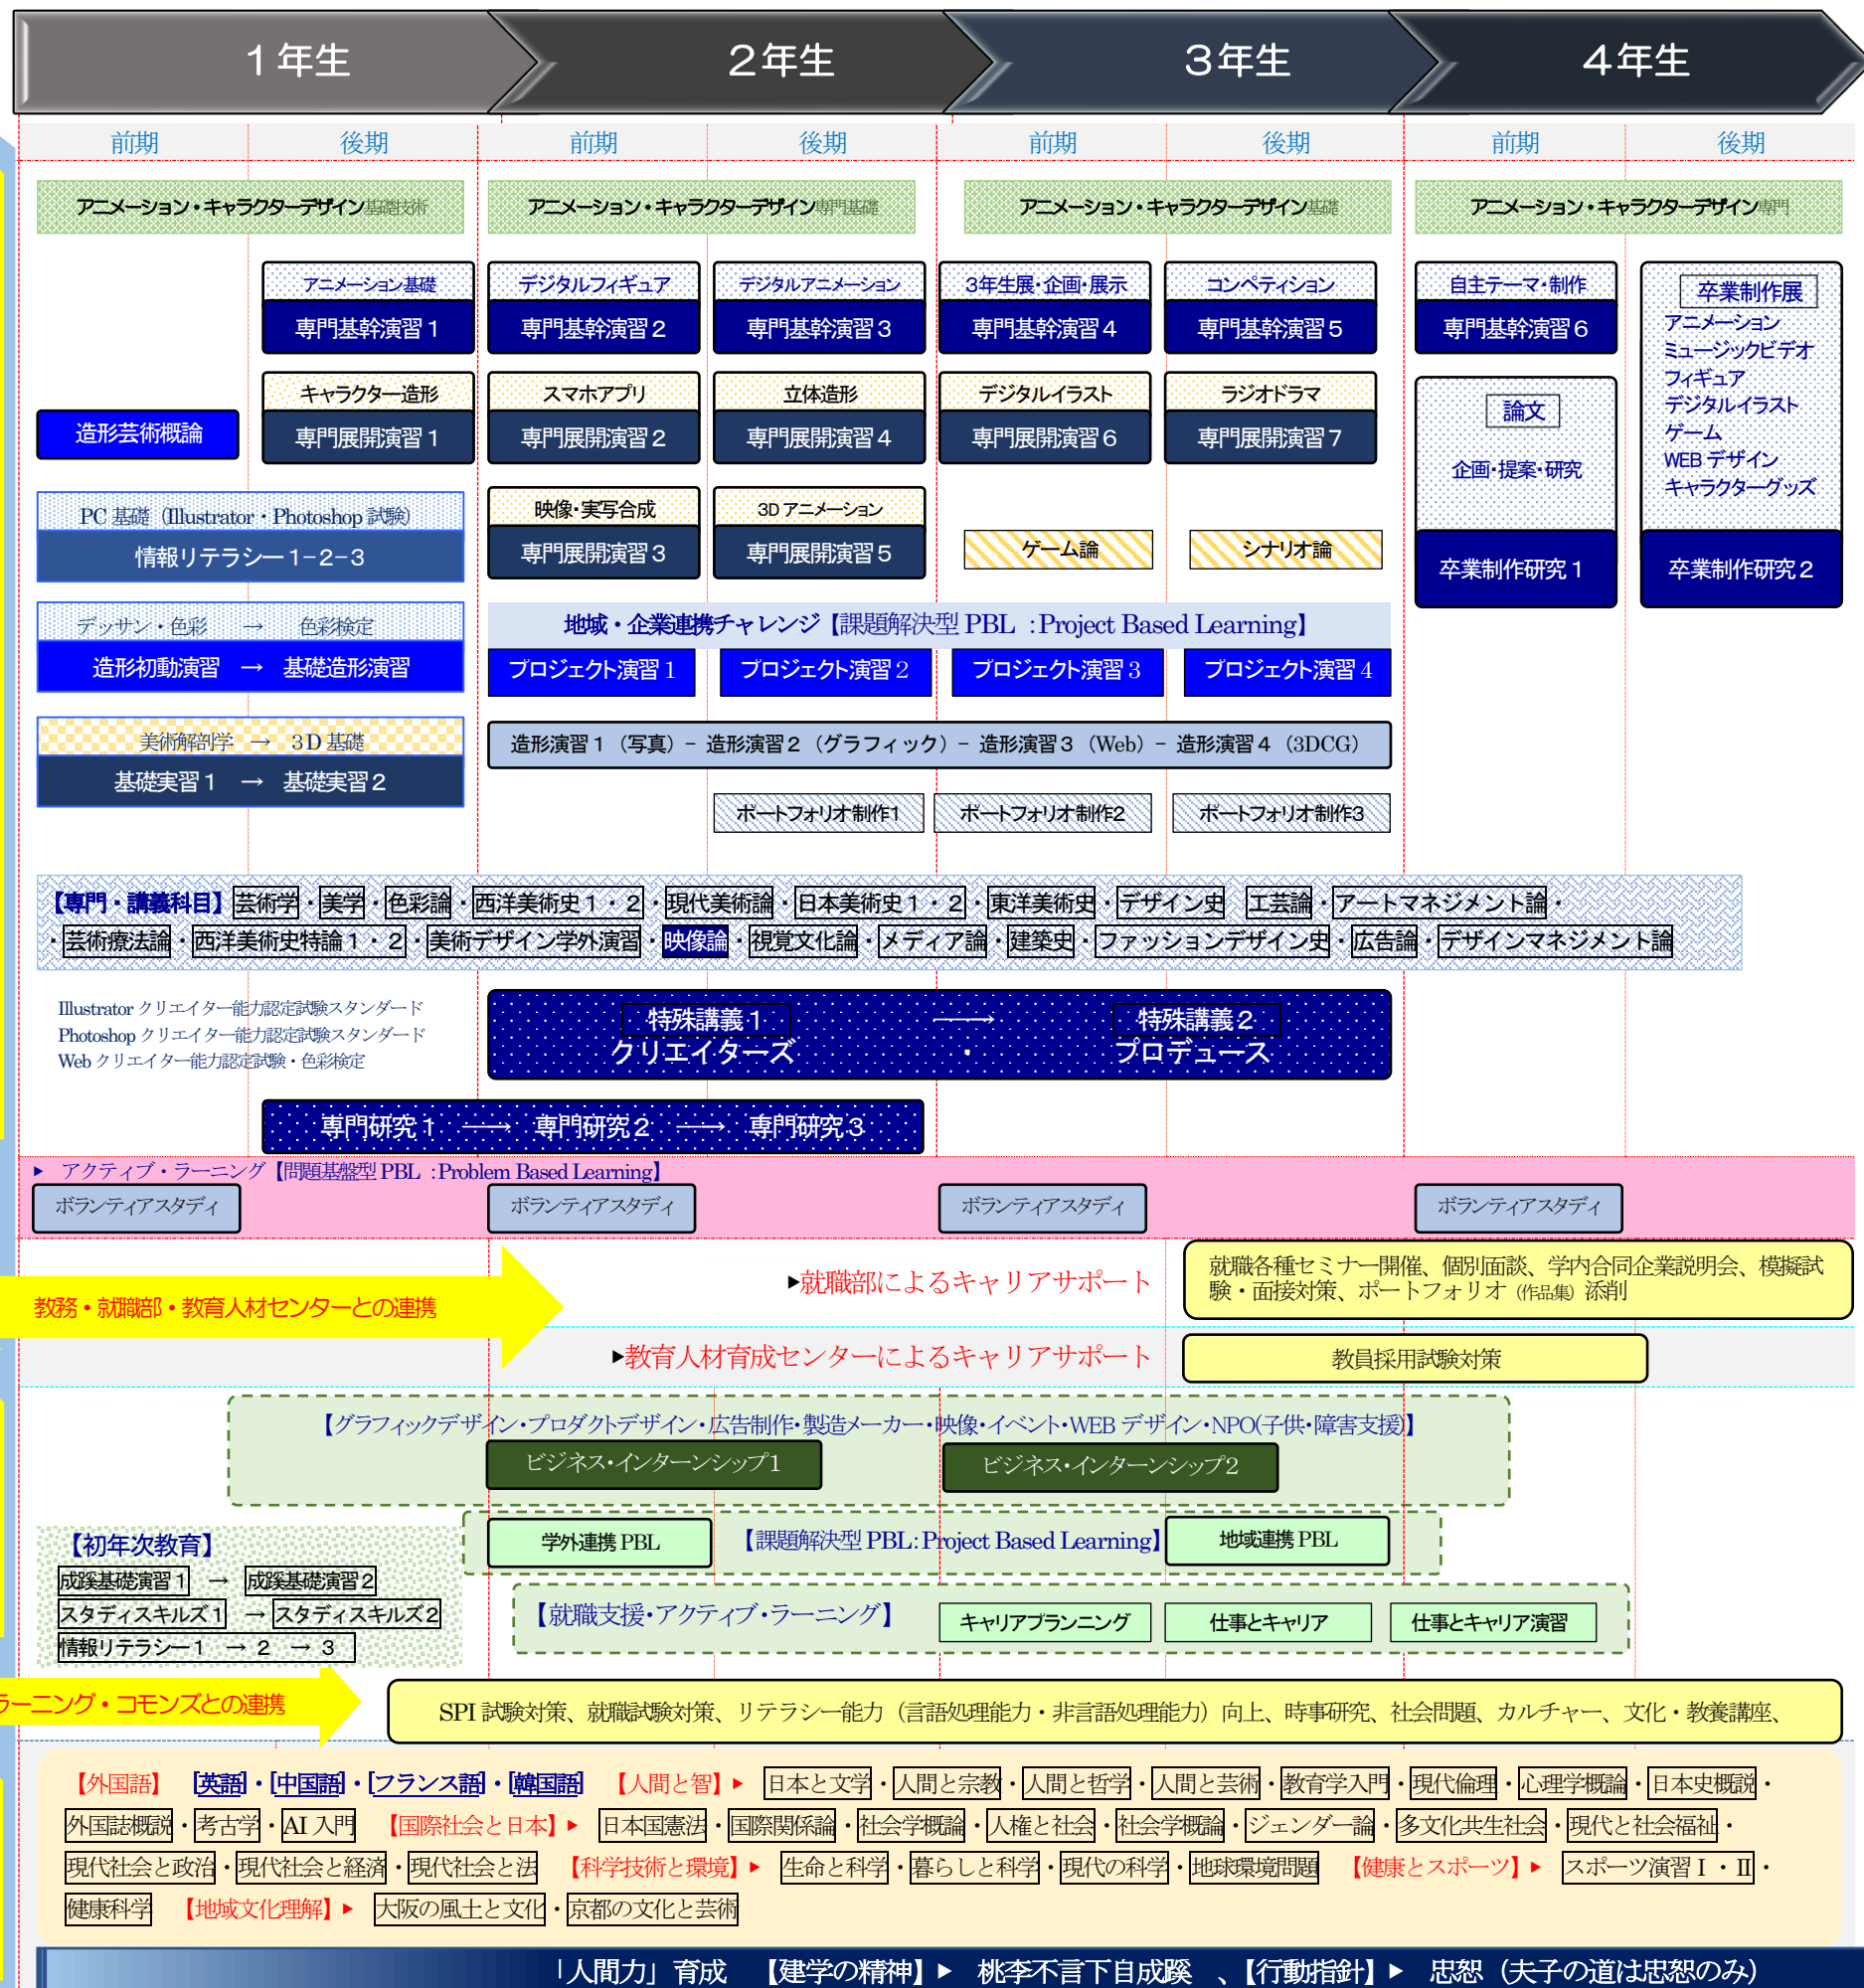 1年生
2年生
3年生
4年生
前期
後期
前期
後期
前期
後期
前期
後期
アニメーション・キャラクターデザイン基礎技術
アニメーション・キャラクターデザイン専門基礎
アニメーション・キャラクターデザイン基礎
アニメーション・キャラクターデザイン専門
アニメーション基礎
専門基幹演習1
デジタルフィギュア
専門基幹演習2
デジタルアニメーション
専門基幹演習3
3年生展・企画・展示
専門基幹演習4
コンペティション
専門基幹演習5
自主テーマ・制作
専門基幹演習6
卒業制作展
アニメーション
ミュージックビデオ
フィギュア
デジタルイラスト
ゲーム
WEBデザイン
キャラクターグッズ
卒業制作研究2
造形芸術概論
キャラクター造形
専門展開演習1
スマホアプリ
専門展開演習2
立体造形
専門展開演習4
デジタルイラスト
専門展開演習6
ラジオドラマ
専門展開演習7
論文
企画・提案・研究
卒業制作研究1
PC基礎(Illustrator・Photoshop試験)
情報リテラシー1-2-3
映像・実写合成
専門展開演習3
3Dアニメーション
専門展開演習5
ゲーム論
シナリオ論
デッサン・色彩 → 色彩検定
造形初動演習 → 基礎造形演習
地域・企業連携チャレンジ【課題解決型PBL :Project Based Learning】
プロジェクト演習1
プロジェクト演習2
プロジェクト演習3
プロジェクト演習4
美術解剖学 → 3D基礎
基礎実習1 → 基礎実習2
造形演習1(写真)- 造形演習2(グラフィック)- 造形演習3(Web)- 造形演習4(3DCG)
ポートフォリオ制作1
ポートフォリオ制作2
ポートフォリオ制作3
【専門・講義科目】芸術学・美学・色彩論・西洋美術史1・2・現代美術論・日本美術史1・2・東洋美術史・デザイン史 工芸論・アートマネジメント論・
・芸術療法論・西洋美術史特論1・2・美術デザイン学外演習・映像論・視覚文化論・メディア論・建築史・ファッションデザイン史・広告論・デザインマネジメント論
Illustratorクリエイター能力認定試験スタンダード
Photoshopクリエイター能力認定試験スタンダード
Webクリエイター能力認定試験・色彩検定
特殊講義1 → 特殊講義2
クリエイターズ ・ プロデュース
専門研究1 → 専門研究2 → 専門研究3
▶ アクティブ・ラーニング【問題基盤型PBL :Problem Based Learning】
ボランティアスタディ
ボランティアスタディ
ボランティアスタディ
ボランティアスタディ
教務・就職部・教育人材センターとの連携
▶就職部によるキャリアサポート
就職各種セミナー開催、個別面談、学内合同企業説明会、模擬試
験・面接対策、ポートフォリオ(作品集)添削
▶教育人材育成センターによるキャリアサポート
教員採用試験対策
【グラフィックデザイン・プロダクトデザイン・広告制作・製造メーカー・映像・イベント・WEBデザイン・NPO(子供・障害支援)】
ビジネス・インターンシップ1
ビジネス・インターンシップ2
学外連携PBL
【課題解決型PBL:Project Based Learning】
地域連携PBL
【初年次教育】
成蹊基礎演習1 → 成蹊基礎演習2
スタディスキルズ1 →スタディスキルズ2
情報リテラシー1 → 2 → 3
【就職支援・アクティブ・ラーニング】
キャリアプランニング
仕事とキャリア
仕事とキャリア演習
ラーニング・コモンズとの連携
SPI試験対策、就職試験対策、リテラシー能力(言語処理能力・非言語処理能力)向上、時事研究、社会問題、カルチャー、文化・教養講座、
【外国語】 [英語]・[中国語]・[フランス語]・[韓国語] 【人間と智】▶ 日本と文学・人間と宗教・人間と哲学・人間と芸術・教育学入門・現代倫理・心理学概論・日本史概説・
外国誌概説・考古学・AI入門 【国際社会と日本】▶ 日本国憲法・国際関係論・社会学概論・人権と社会・社会学概論・ジェンダー論・多文化共生社会・現代と社会福祉・
現代社会と政治・現代社会と経済・現代社会と法 【科学技術と環境】▶ 生命と科学・暮らしと科学・現代の科学・地球環境問題 【健康とスポーツ】▶ スポーツ演習Ⅰ・Ⅱ・
健康科学 【地域文化理解】▶ 大阪の風土と文化・京都の文化と芸術
「人間力」育成 【建学の精神】▶ 桃李不言下自成蹊 、【行動指針】▶ 忠恕(夫子の道は忠恕のみ)